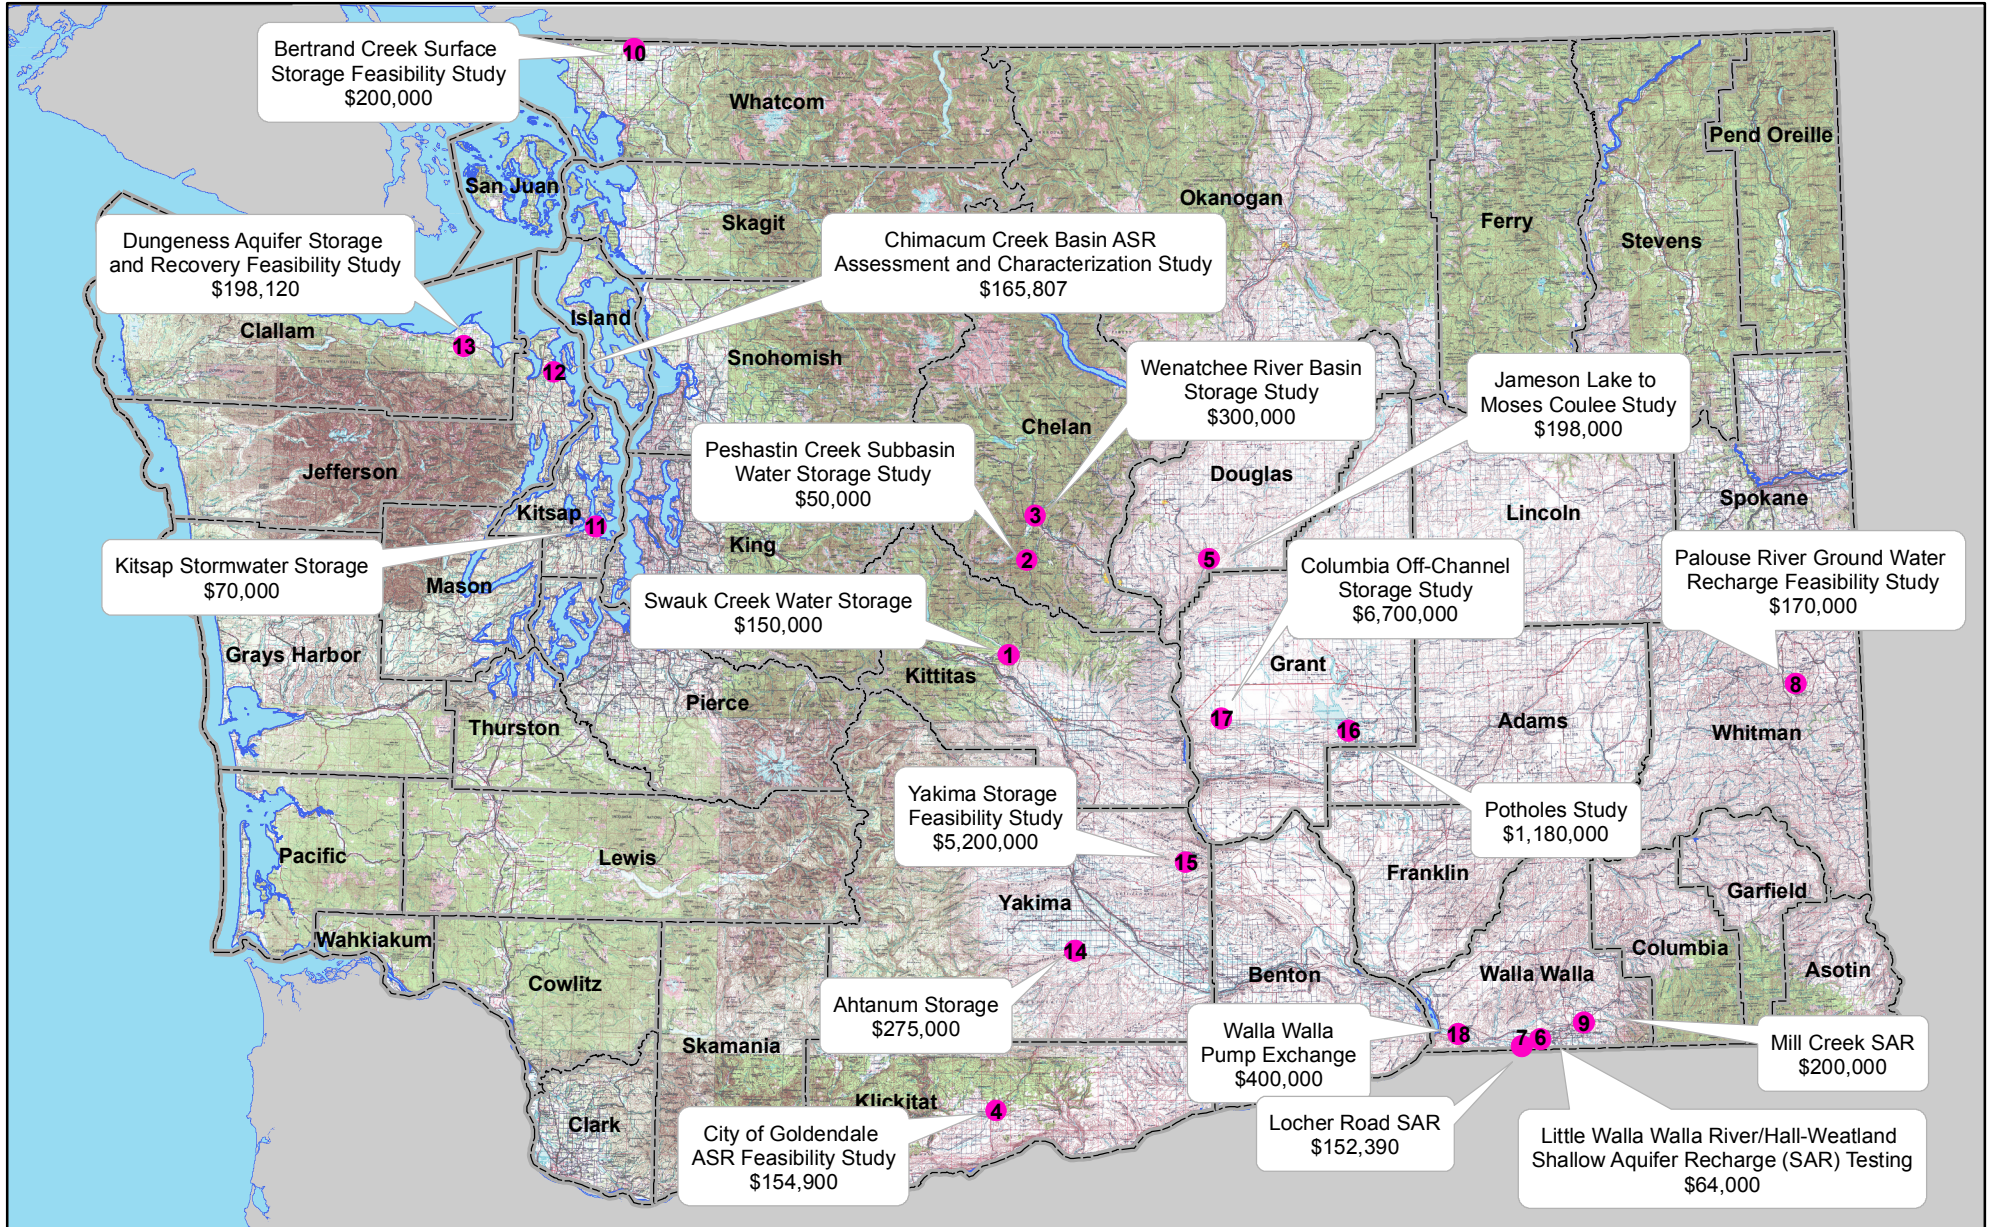 Bertrand Creek Surface
Storage Feasibility Study
$200,000
10
Whatcom
Pend Oreille
San Juan
Skagit
Okanogan
Ferry
Stevens
Dungeness Aquifer Storage
and Recovery Feasibility Study
$198,120
Chimacum Creek Basin ASR
Assessment and Characterization Study
$165,807
Clallam
13
Island
12
Snohomish
Wenatchee River Basin
Storage Study
$300,000
Jameson Lake to
Moses Coulee Study
$198,000
Chelan
Peshastin Creek Subbasin
Water Storage Study
$50,000
Jefferson
Douglas
Lincoln
Spokane
Kitsap
11
3
King
2
5
Kitsap Stormwater Storage
$70,000
Mason
Columbia Off-Channel
Storage Study
$6,700,000
Palouse River Ground Water
Recharge Feasibility Study
$170,000
Swauk Creek Water Storage
$150,000
Grays Harbor
1
Kittitas
Grant
8
Pierce
Thurston
17
16
Adams
Whitman
Yakima Storage
Feasibility Study
$5,200,000
Potholes Study
$1,180,000
Pacific
Lewis
15
Franklin
Garfield
Yakima
Wahkiakum
14
Columbia
Cowlitz
Benton
Walla Walla
Asotin
Ahtanum Storage
$275,000
Walla Walla
Pump Exchange
$400,000
18
7
6
9
Mill Creek SAR
$200,000
Skamania
Klickitat
4
Clark
City of Goldendale
ASR Feasibility Study
$154,900
Locher Road SAR
$152,390
Little Walla Walla River/Hall-Weatland
Shallow Aquifer Recharge (SAR) Testing
$64,000